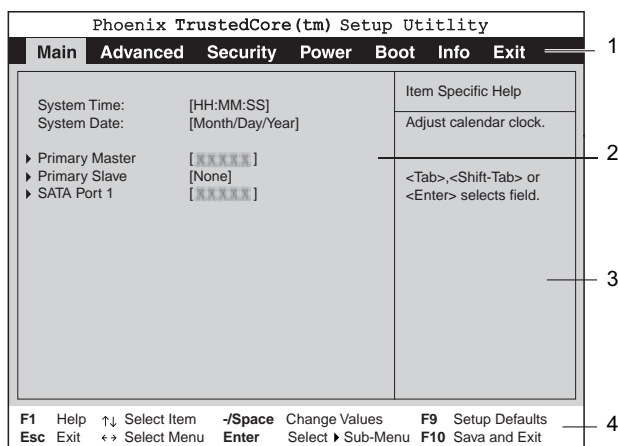 Phoenix TrustedCore(tm) Setup Utitlity
Main Advanced Security Power Boot Info Exit
1
System Time: [HH:MM:SS]
System Date: [Month/Day/Year]
Primary Master [XXXXX]
Primary Slave [None]
SATA Port 1 [XXXXX]
2
Item Specific Help
Adjust calendar clock.
<Tab>,<Shift-Tab> or
<Enter> selects field.
3
F1 Help ↑↓ Select Item -/Space Change Values F9 Setup Defaults
Esc Exit ←→ Select Menu Enter Select ▶ Sub-Menu F10 Sava and Exit
4